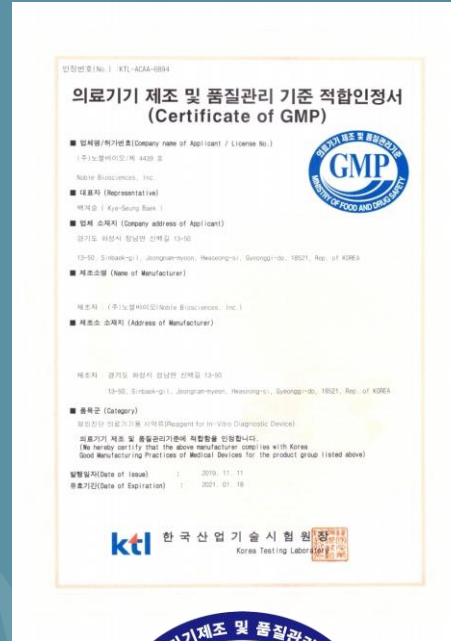 인정번호(No.) :KTL-ACAA-6894
의료기기 제조 및 품질관리 기준 적합인정서
(Certificate of GMP)
■ 업체명/허가번호(Company name of Applicant / License No.)
(주)노블바이오/제 4439 호
Noble Biosciences, Inc.
의료기기 제조 및 품질관리기준
GMP
MINISTRY OF FOOD AND DRUG SAFETY
■ 대표자 (Representative)
백계승 ( Kye-Seung Baek )
■ 업체 소재지 (Company address of Applicant)
경기도 화성시 정남면 신백길 13-50
13-50, Sinbaek-gil, Jeongnam-myeon, Hwaseong-si, Gyeonggi-do, 18521, Rep. of KOREA
■ 제조소명 (Name of Manufacturer)
제조자 : (주)노블바이오(Noble Biosciences, Inc.)
■ 제조소 소재지 (Address of Manufacturer)
제조자 : 경기도 화성시 정남면 신백길 13-50
13-50, Sinbaek-gil, Jeongnam-myeon, Hwaseong-si, Gyeonggi-do, 18521, Rep. of KOREA
■ 품목군 (Category)
체외진단 의료기기용 시약류(Reagent for In-Vitro Diagnostic Device)
의료기기 제조 및 품질관리기준에 적합함을 인정합니다.
(We hereby certify that the above manufacturer complies with Korea
Good Manufacturing Practices of Medical Devices for the product group listed above)
발행일자(Date of Issue) : 2019. 11. 11
유효기간(Date of Expiration) : 2021. 01. 18
ktl 한국산업기술시험원장
Korea Testing Laboratory
기제조 및 품질관